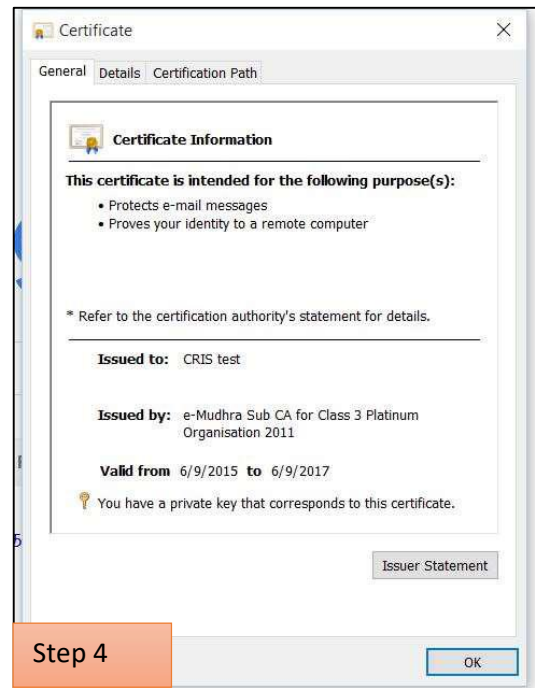 Certificate
General Details Certification Path
Certificate Information
This certificate is intended for the following purpose(s):
• Protects e-mail messages
• Proves your identity to a remote computer
* Refer to the certification authority's statement for details.
Issued to: CRIS test
Issued by: e-Mudhra Sub CA for Class 3 Platinum
Organisation 2011
Valid from 6/9/2015 to 6/9/2017
You have a private key that corresponds to this certificate.
Issuer Statement
Step 4
OK